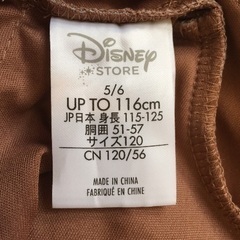 Disney
STORE
5/6
UP TO 116cm
JP日本 身長 115-125
胴囲 51-57
サイズ120
CN 120/56
MADE IN CHINA
FABRIQUÉ EN CHINE